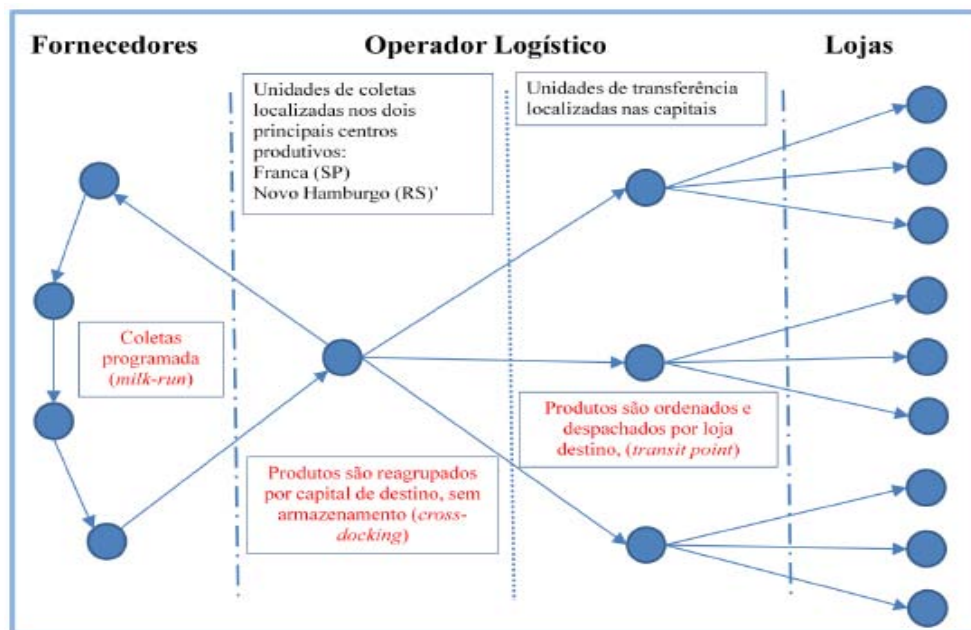 Fornecedores
Operador Logístico
Lojas
Unidades de coletas
localizadas nos dois
principais centros
produtivos:
Franca (SP)
Novo Hamburgo (RS)'
Unidades de transferência
localizadas nas capitais
Coletas
programada
(milk-run)
Produtos são ordenados e
despachados por loja
destino, (transit point)
Produtos são reagrupados
por capital de destino, sem
armazenamento (cross-
docking)